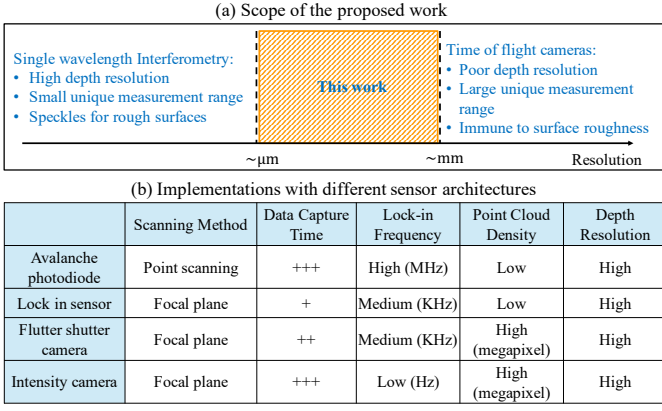 (a) Scope of the proposed work
Single wavelength Interferometry:
• High depth resolution
• Small unique measurement range
• Speckles for rough surfaces
This work
Time of flight cameras:
• Poor depth resolution
• Large unique measurement
range
• Immune to surface roughness
~μm
~mm
Resolution
(b) Implementations with different sensor architectures
Scanning Method
Data Capture
Time
Lock-in
Frequency
Point Cloud
Density
Depth
Resolution
Avalanche
photodiode
Point scanning
+++
High (MHz)
Low
High
Lock in sensor
Focal plane
+
Medium (KHz)
Low
High
Flutter shutter
camera
Focal plane
++
Medium (KHz)
High
(megapixel)
High
Intensity camera
Focal plane
+++
Low (Hz)
High
(megapixel)
High